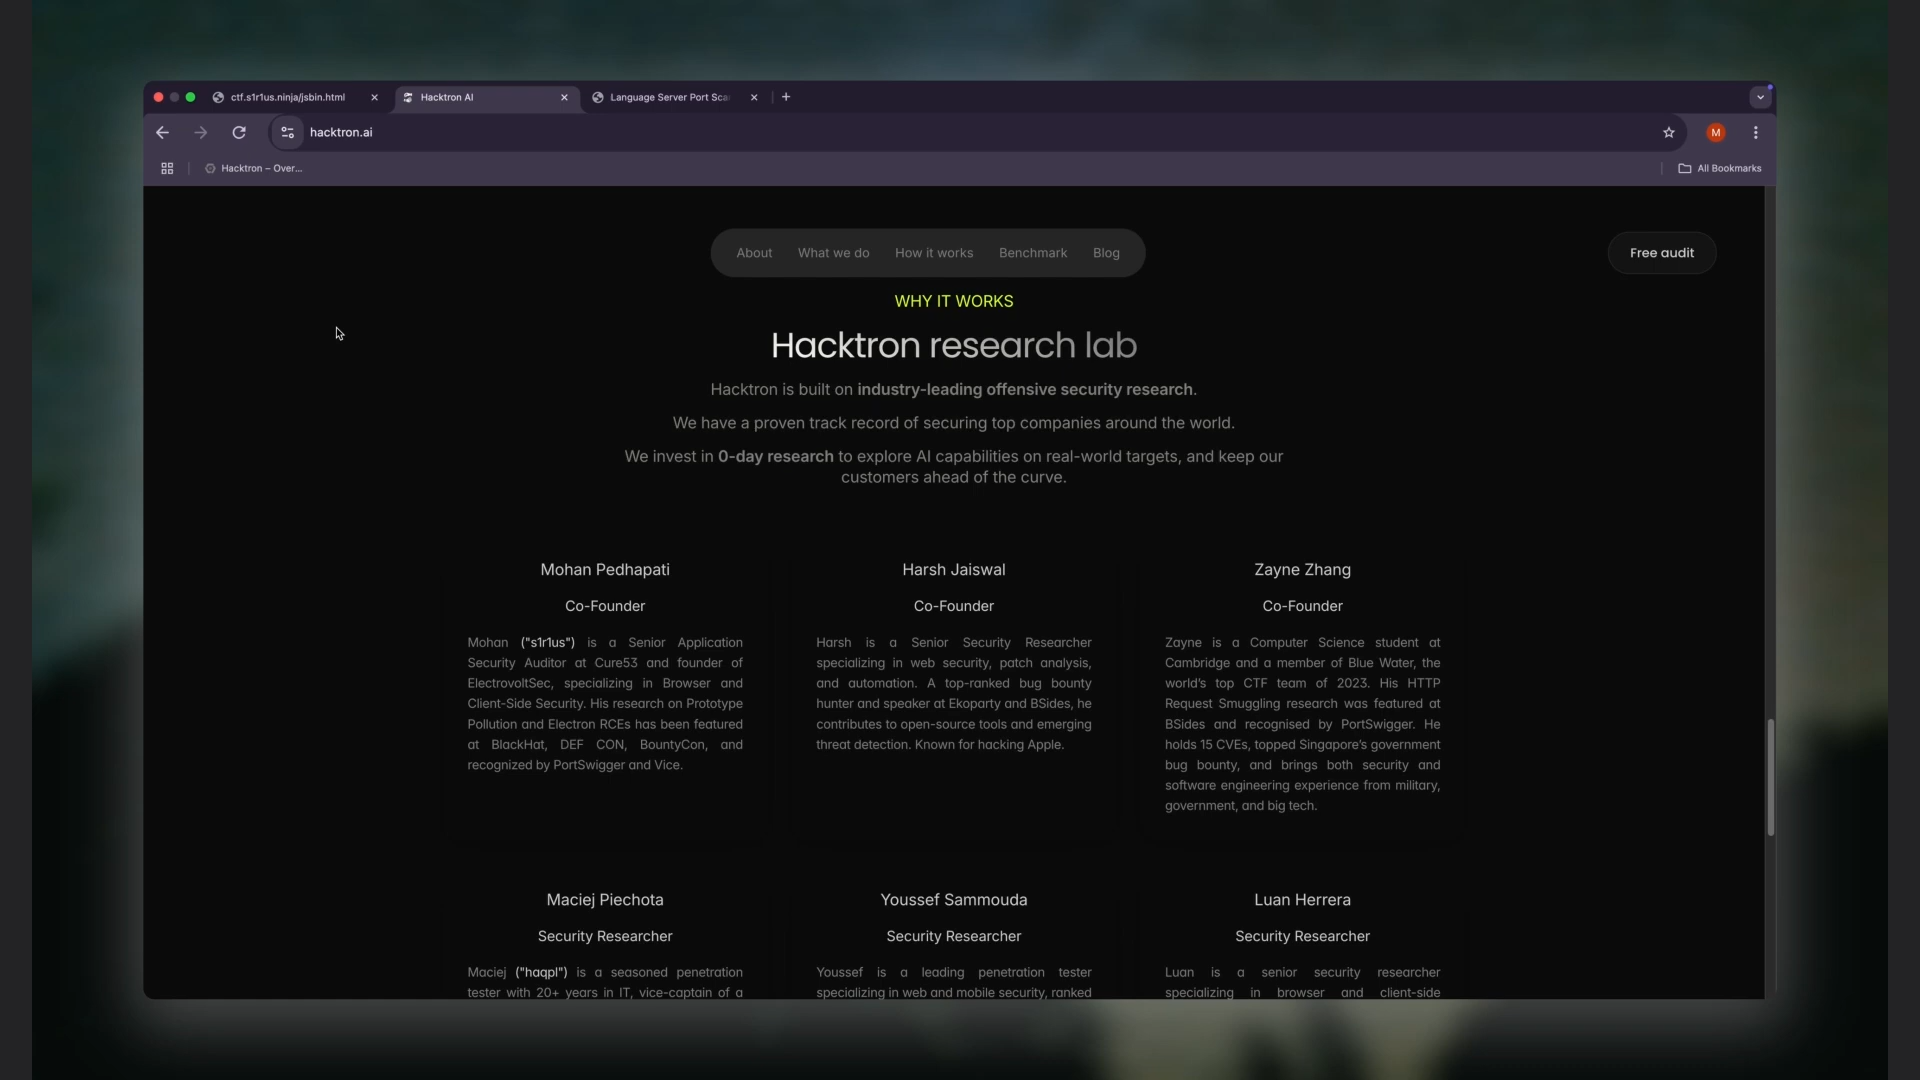 ctf.s1r1us.ninja/jsbin.html
Hacktron AI
Language Server Port Sca
hacktron.ai
M
Hacktron – Over...
All Bookmarks
About
What we do
How it works
Benchmark
Blog
Free audit
WHY IT WORKS
Hacktron research lab
Hacktron is built on industry-leading offensive security research.
We have a proven track record of securing top companies around the world.
We invest in 0-day research to explore AI capabilities on real-world targets, and keep our
customers ahead of the curve.
Mohan Pedhapati
Co-Founder
Mohan ("s1r1us") is a Senior Application
Security Auditor at Cure53 and founder of
ElectrovoltSec, specializing in Browser and
Client-Side Security. His research on Prototype
Pollution and Electron RCEs has been featured
at BlackHat, DEF CON, BountyCon, and
recognized by PortSwigger and Vice.
Harsh Jaiswal
Co-Founder
Harsh is a Senior Security Researcher
specializing in web security, patch analysis,
and automation. A top-ranked bug bounty
hunter and speaker at Ekoparty and BSides, he
contributes to open-source tools and emerging
threat detection. Known for hacking Apple.
Zayne Zhang
Co-Founder
Zayne is a Computer Science student at
Cambridge and a member of Blue Water, the
world's top CTF team of 2023. His HTTP
Request Smuggling research was featured at
BSides and recognised by PortSwigger. He
holds 15 CVEs, topped Singapore's government
bug bounty, and brings both security and
software engineering experience from military,
government, and big tech.
Maciej Piechota
Security Researcher
Maciej ("haqpl") is a seasoned penetration
tester with 20+ years in IT, vice-captain of a
Youssef Sammouda
Security Researcher
Youssef is a leading penetration tester
specializing in web and mobile security, ranked
Luan Herrera
Security Researcher
Luan is a senior security researcher
specializing in browser and client-side